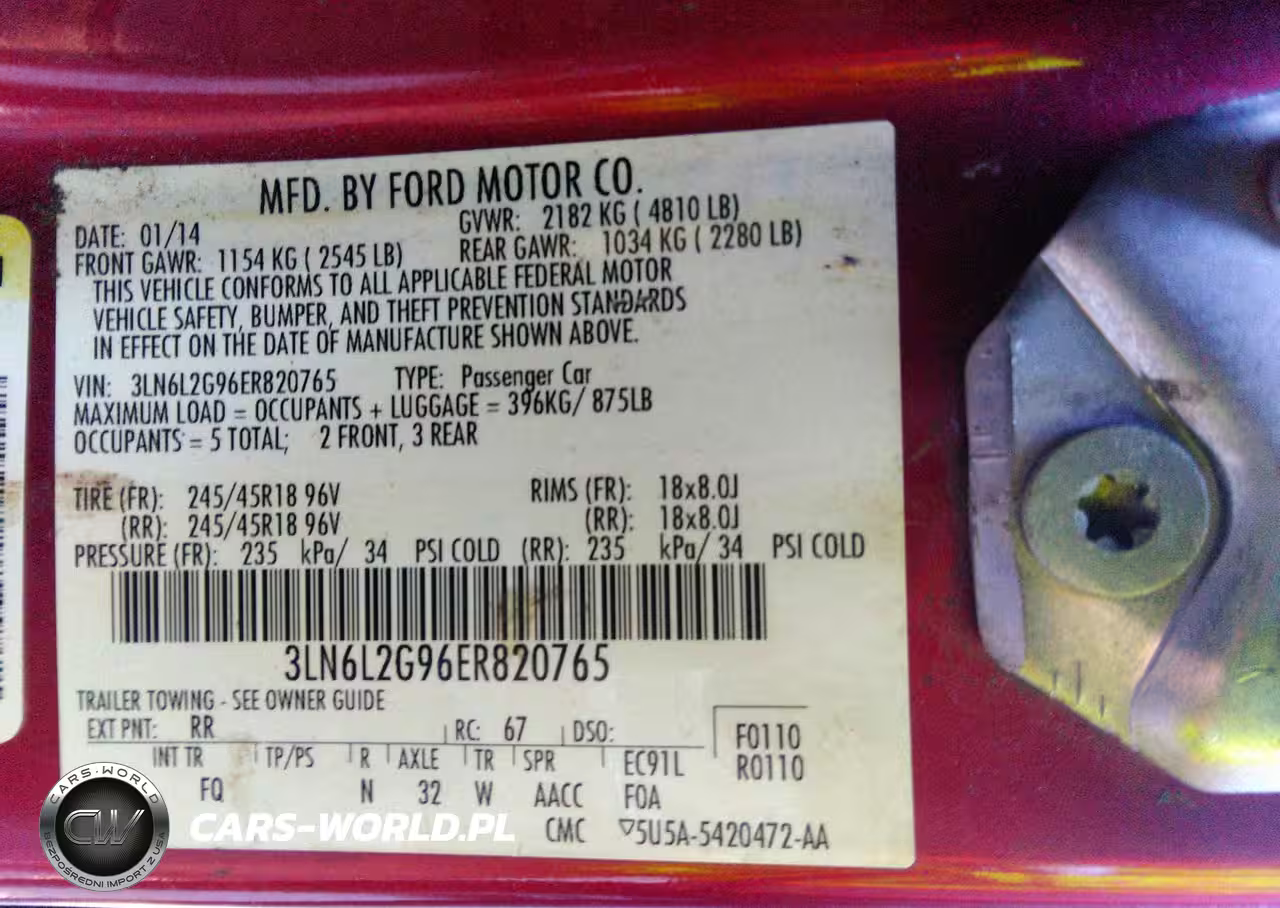 MFD. BY FORD MOTOR CO.
DATE: 01/14 GVWR: 2182 KG ( 4810 LB)
FRONT GAWR: 1154 KG ( 2545 LB) REAR GAWR: 1034 KG ( 2280 LB)
THIS VEHICLE CONFORMS TO ALL APPLICABLE FEDERAL MOTOR
VEHICLE SAFETY, BUMPER, AND THEFT PREVENTION STANDARDS
IN EFFECT ON THE DATE OF MANUFACTURE SHOWN ABOVE.
VIN: 3LN6L2G96ER820765 TYPE: Passenger Car
MAXIMUM LOAD = OCCUPANTS + LUGGAGE = 396KG/ 875LB
OCCUPANTS = 5 TOTAL; 2 FRONT, 3 REAR
TIRE (FR): 245/45R18 96V RIMS (FR): 18x8.0J
(RR): 245/45R18 96V (RR): 18x8.0J
PRESSURE (FR): 235 kPa/ 34 PSI COLD (RR): 235 kPa/ 34 PSI COLD
3LN6L2G96ER820765
TRAILER TOWING - SEE OWNER GUIDE
EXT PNT: RR RC: 67 DSO: F0110
INT TR TP/PS R AXLE TR SPR EC91L R0110
FQ N 32 W AACC FOA
CMC ▽5U5A-5420472-AA
CARS-WORLD
CW
BEZPOŚREDNI IMPORT Z USA
CARS-WORLD.PL